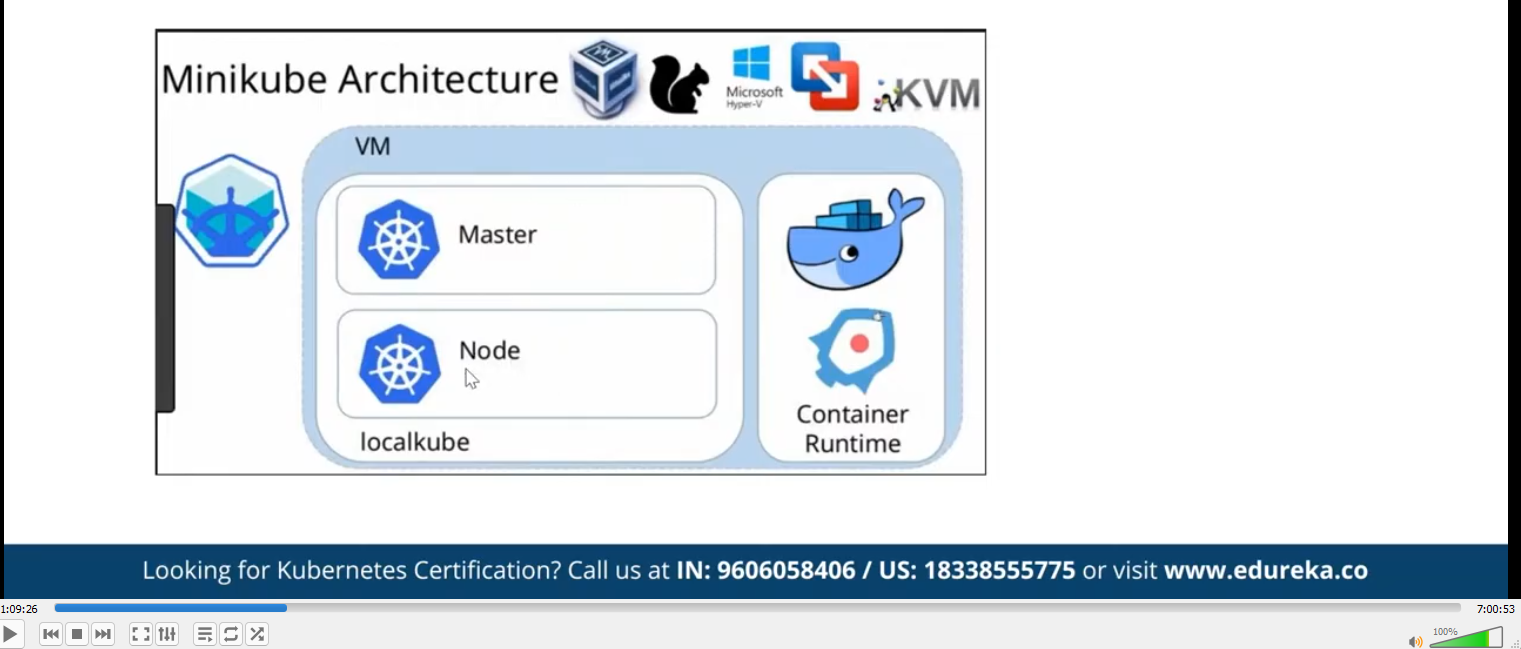 Minikube Architecture
Microsoft
Hyper-V
KVM
VM
Master
Node
localkube
Container
Runtime
Looking for Kubernetes Certification? Call us at IN: 9606058406 / US: 18338555775 or visit www.edureka.co
1:09:26
7:00:53
100%